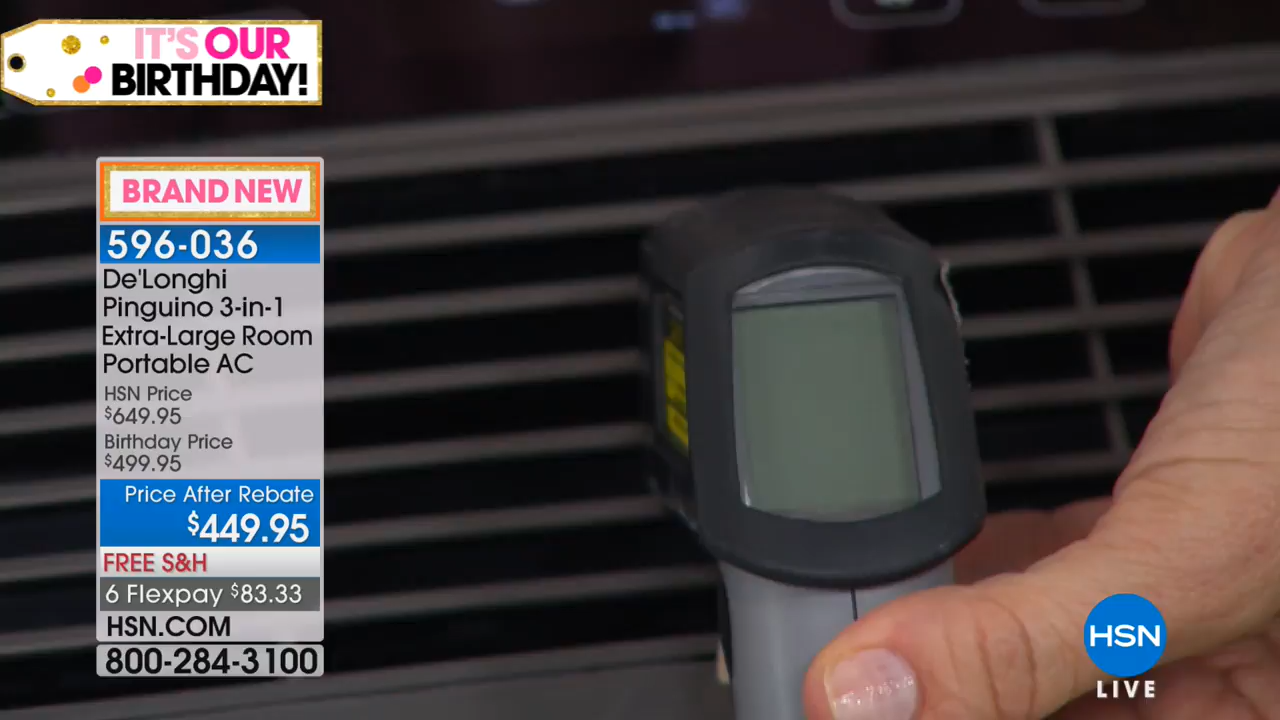 IT'S OUR
BIRTHDAY!
BRAND NEW
596-036
De'Longhi
Pinguino 3-in-1
Extra-Large Room
Portable AC
HSN Price
$649.95
Birthday Price
$499.95
Price After Rebate
$449.95
FREE S&H
6 Flexpay $83.33
HSN.COM
800-284-3100
HSN
LIVE